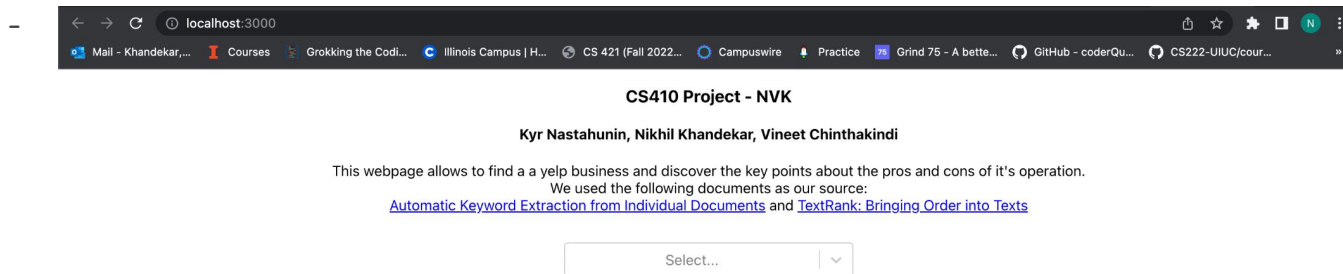 localhost:3000
N
Mail - Khandekar,... Courses Grokking the Codi... Illinois Campus | H... CS 421 (Fall 2022... Campuswire Practice 75 Grind 75 - A bette... GitHub - coderQu... CS222-UIUC/cour... »
CS410 Project - NVK
Kyr Nastahunin, Nikhil Khandekar, Vineet Chinthakindi
This webpage allows to find a a yelp business and discover the key points about the pros and cons of it's operation.
We used the following documents as our source:
Automatic Keyword Extraction from Individual Documents and TextRank: Bringing Order into Texts
Select...